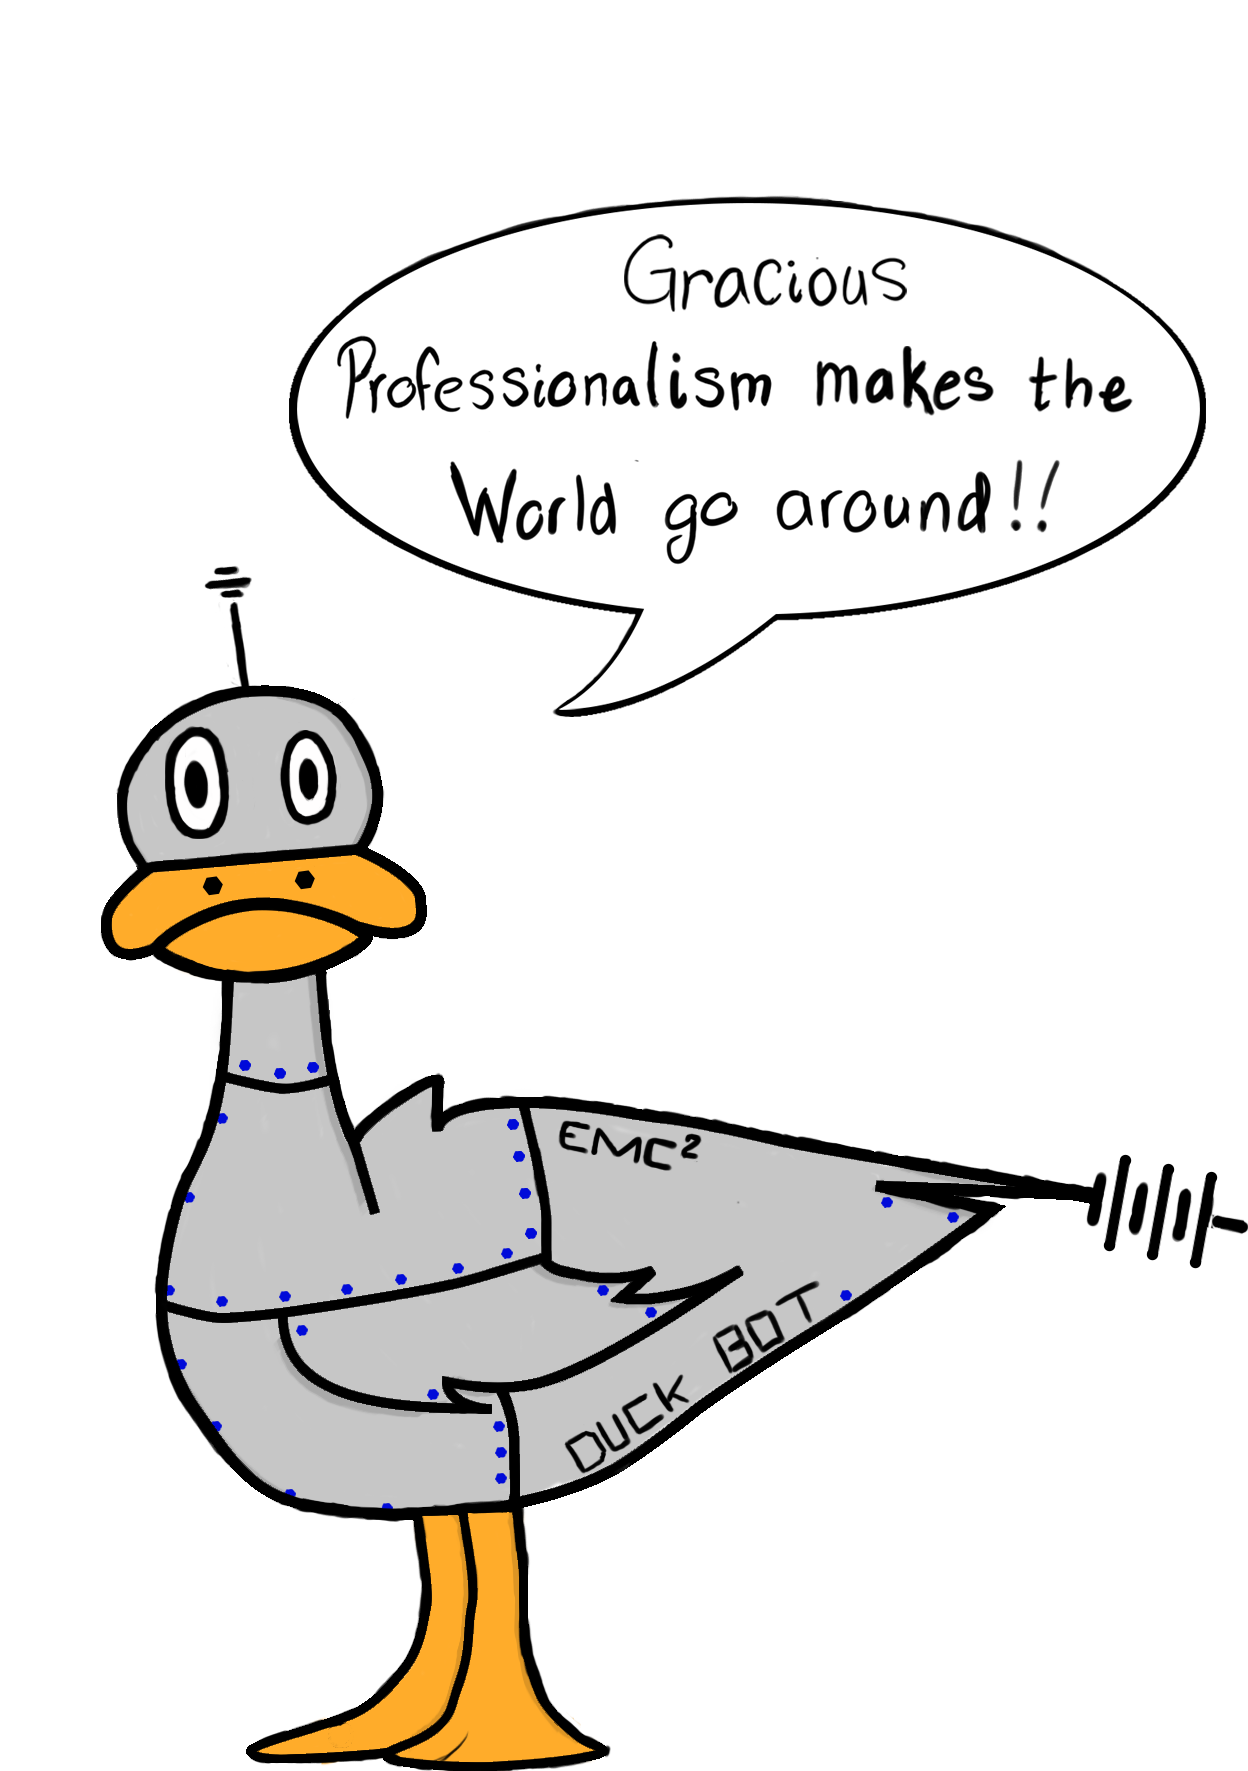 Gracious
Professionalism makes the
World go around!!
EMC²
DUCK BOT